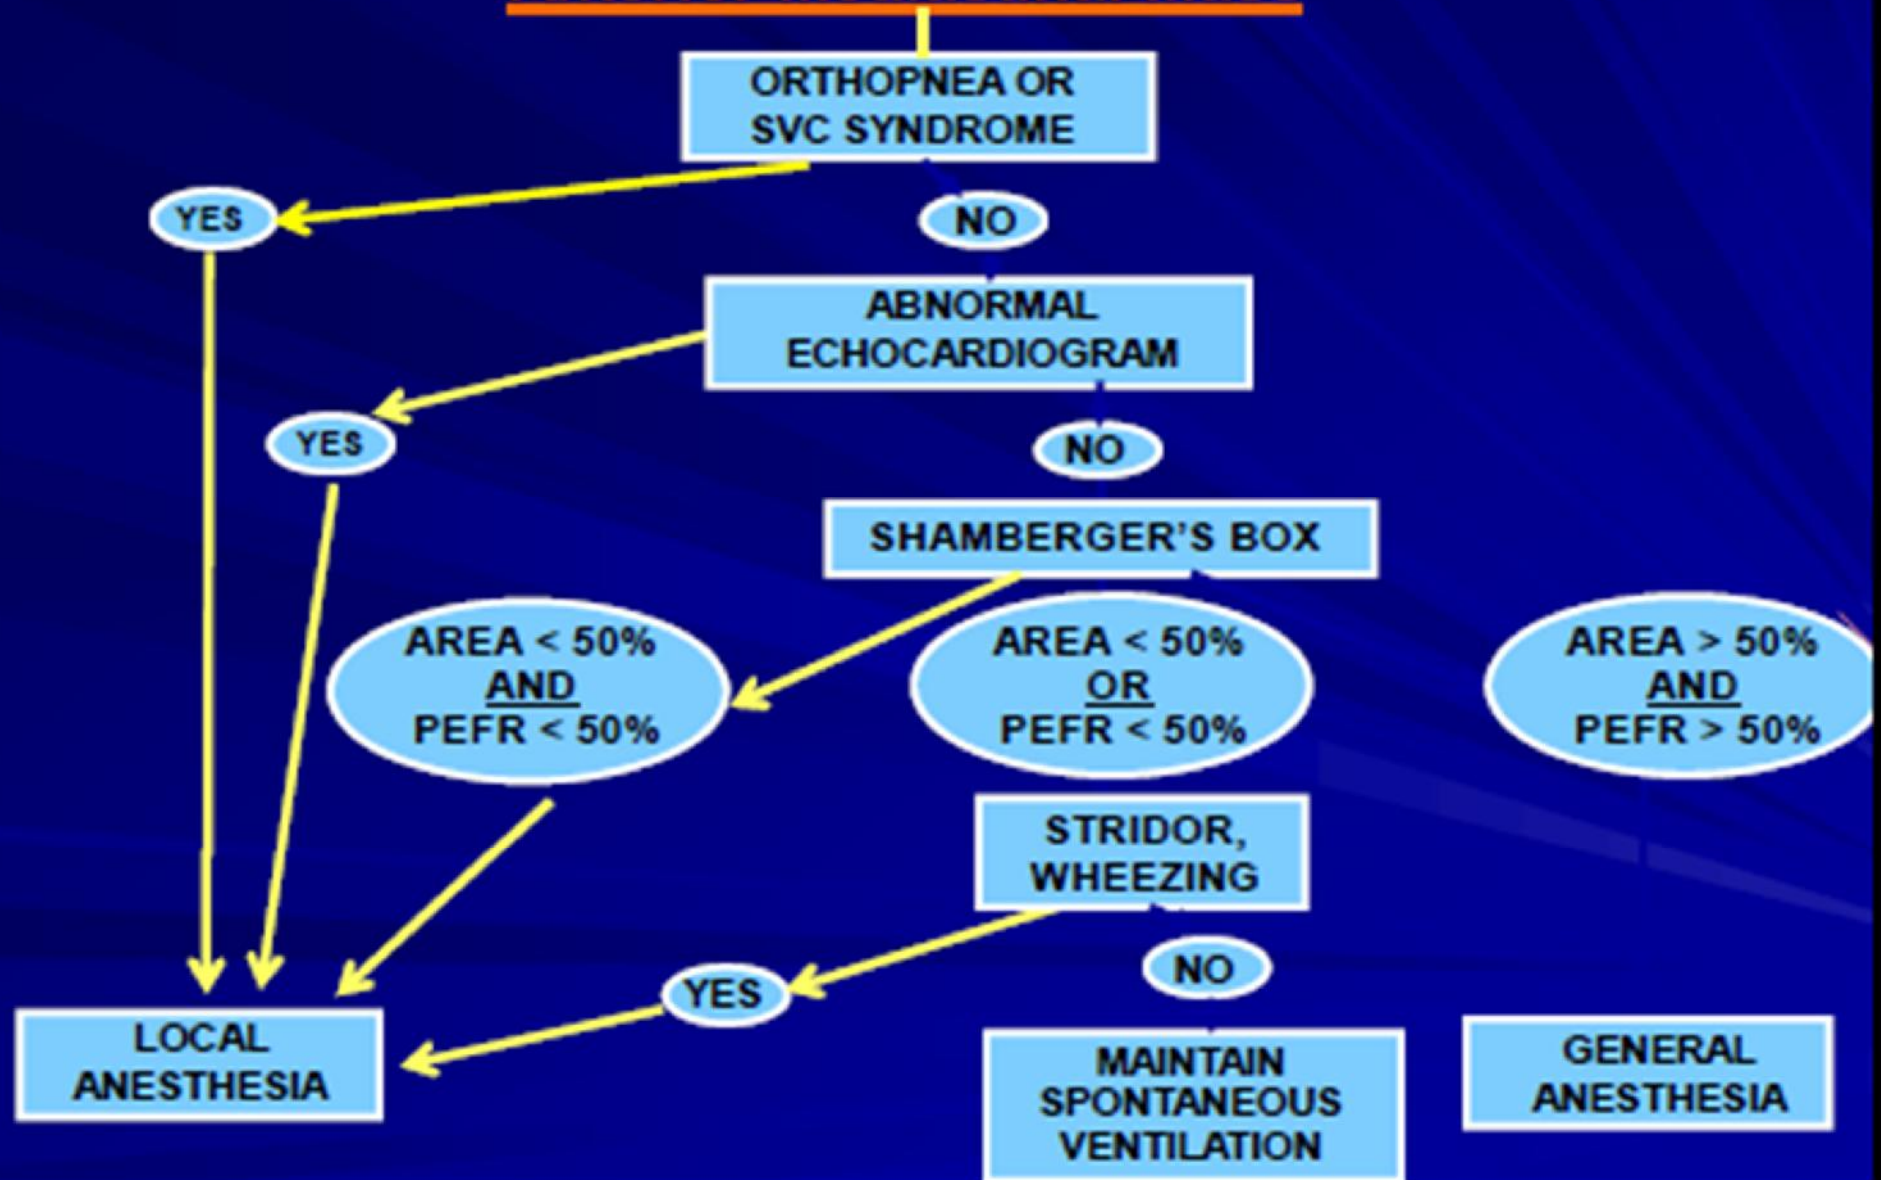 ORTHOPNEA OR
SVC SYNDROME
YES
NO
ABNORMAL
ECHOCARDIOGRAM
YES
NO
SHAMBERGER'S BOX
AREA < 50%
AND
PEFR < 50%
AREA < 50%
OR
PEFR < 50%
AREA > 50%
AND
PEFR > 50%
STRIDOR,
WHEEZING
YES
NO
LOCAL
ANESTHESIA
MAINTAIN
SPONTANEOUS
VENTILATION
GENERAL
ANESTHESIA